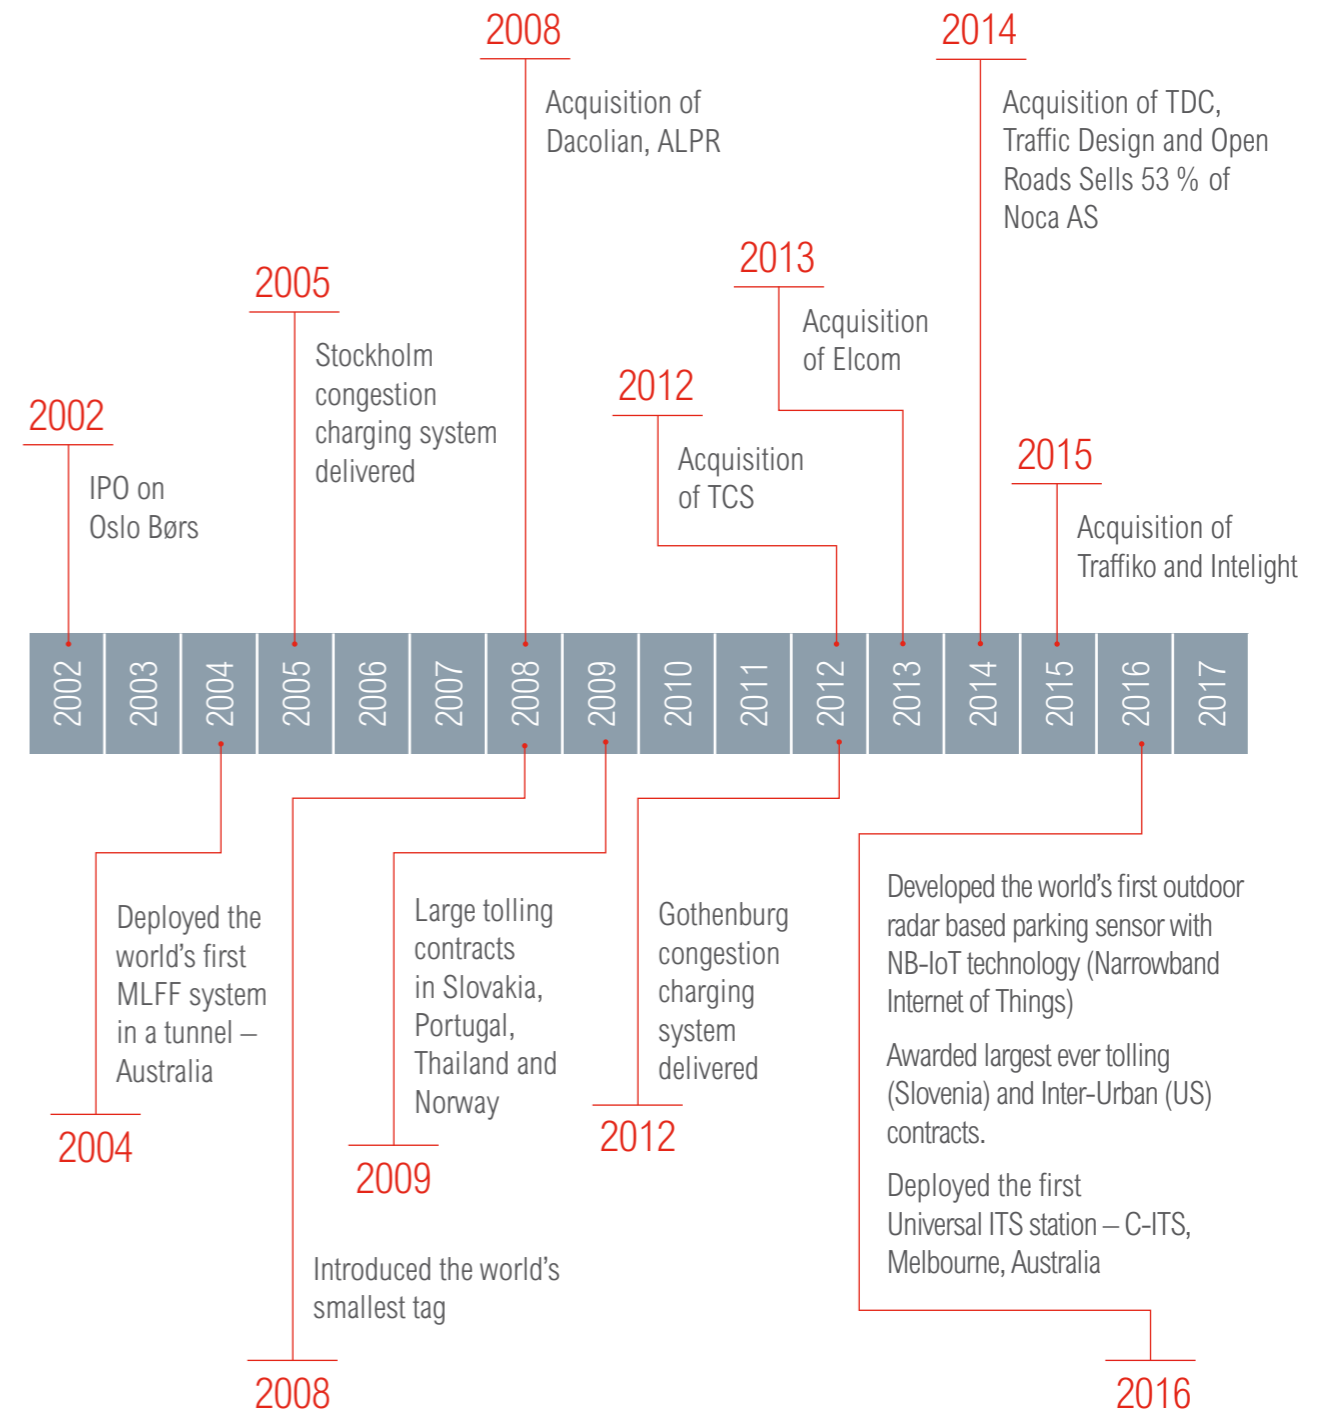 2008
Acquisition of
Dacolian, ALPR
2014
Acquisition of TDC,
Traffic Design and Open
Roads Sells 53 % of
Noca AS
2013
Acquisition
of Elcom
2005
Stockholm
congestion
charging system
delivered
2012
Acquisition
of TCS
2002
IPO on
Oslo Børs
2015
Acquisition of
Traffiko and Intelight
2002
2003
2004
2005
2006
2007
2008
2009
2010
2011
2012
2013
2014
2015
2016
2017
Deployed the
world’s first
MLFF system
in a tunnel –
Australia
2004
Large tolling
contracts
in Slovakia,
Portugal,
Thailand and
Norway
2009
Gothenburg
congestion
charging
system
delivered
2012
Developed the world’s first outdoor
radar based parking sensor with
NB-IoT technology (Narrowband
Internet of Things)
Awarded largest ever tolling
(Slovenia) and Inter-Urban (US)
contracts.
Deployed the first
Universal ITS station – C-ITS,
Melbourne, Australia
2016
Introduced the world’s
smallest tag
2008